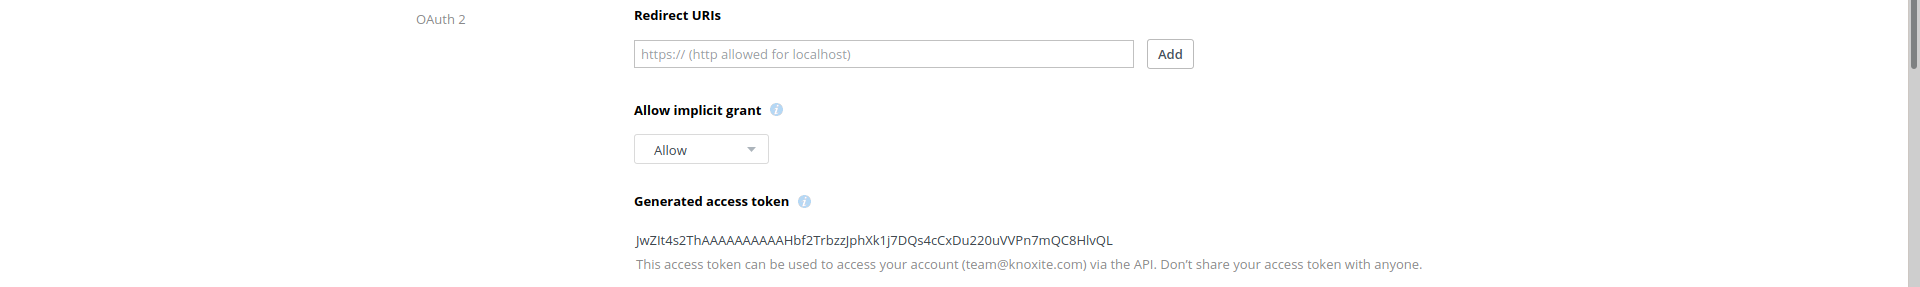 OAuth 2
Redirect URIs
https:// (http allowed for localhost)
Add
Allow implicit grant
Allow
Generated access token
JwZIt4s2ThAAAAAAAAAAHbf2TrbzzJphXk1j7DQs4cCxDu220uVVPn7mQC8HlvQL
This access token can be used to access your account (team@knoxite.com) via the API. Don't share your access token with anyone.